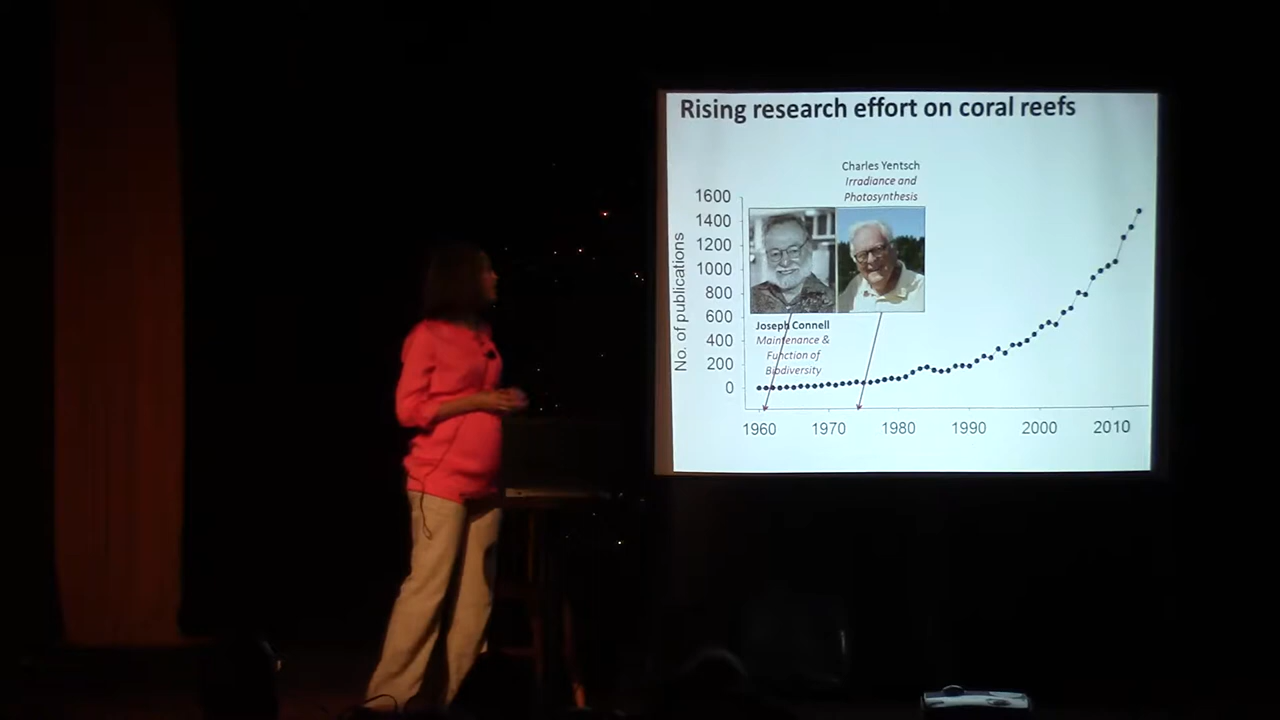 Rising research effort on coral reefs
Charles Yentsch
Irradiance and
Photosynthesis
No. of publications
1600
1400
1200
1000
800
600
400
200
0
Joseph Connell
Maintenance &
Function of
Biodiversity
1960 1970 1980 1990 2000 2010